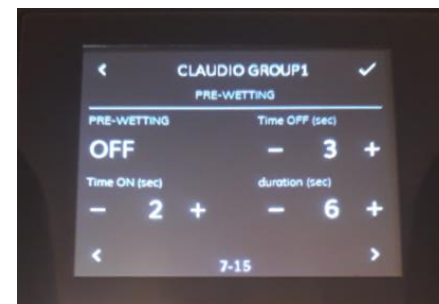 < CLAUDIO GROUP1 ✓
PRE-WETTING
PRE-WETTING Time OFF (sec)
OFF − 3 +
Time ON (sec) duration (sec)
− 2 + − 6 +
< 7-15 >